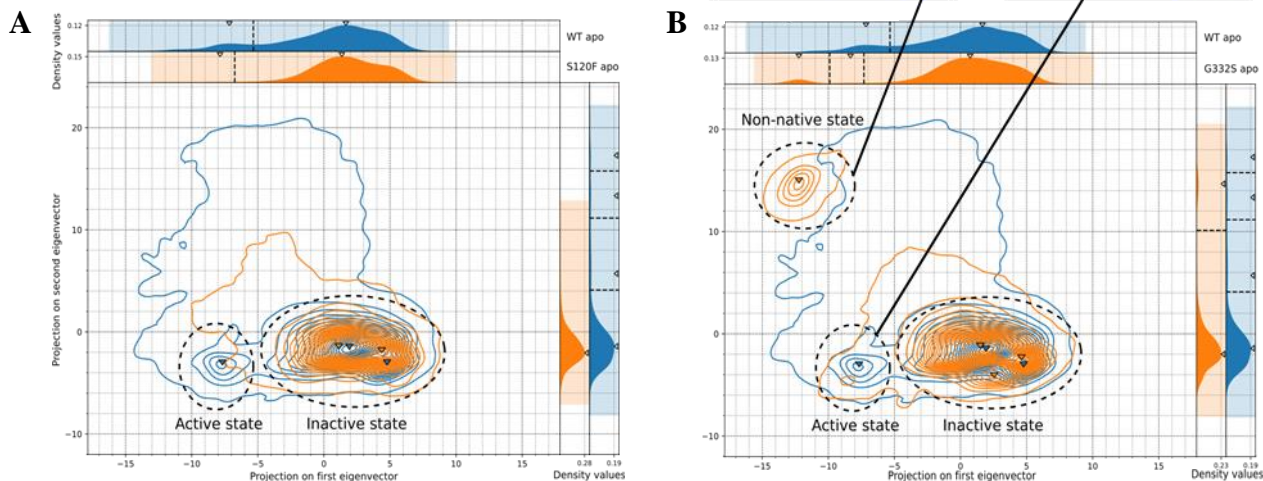 A
Density values
0.12
WT apo
0.15
S120F apo
20
10
0
−10
Projection on second eigenvector
Active state
Inactive state
−15
−10
−5
0
5
10
15
Projection on first eigenvector
0.28
0.19
Density values
B
0.12
WT apo
0.13
G332S apo
Non-native state
20
10
0
−10
Active state
Inactive state
−15
−10
−5
0
5
10
15
Projection on first eigenvector
0.23
0.19
Density values